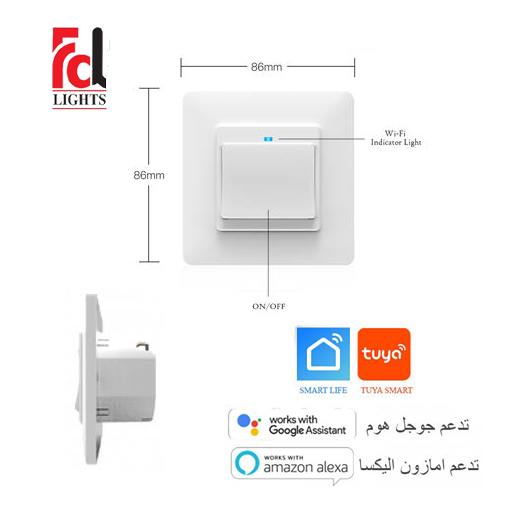 rcl
LIGHTS
86mm
86mm
Wi-Fi
Indicator Light
ON/OFF
tuya
SMART LIFE
TUYA SMART
works with
Google Assistant
تدعم جوجل هوم
WORKS WITH
amazon alexa
تدعم امازون اليكسا